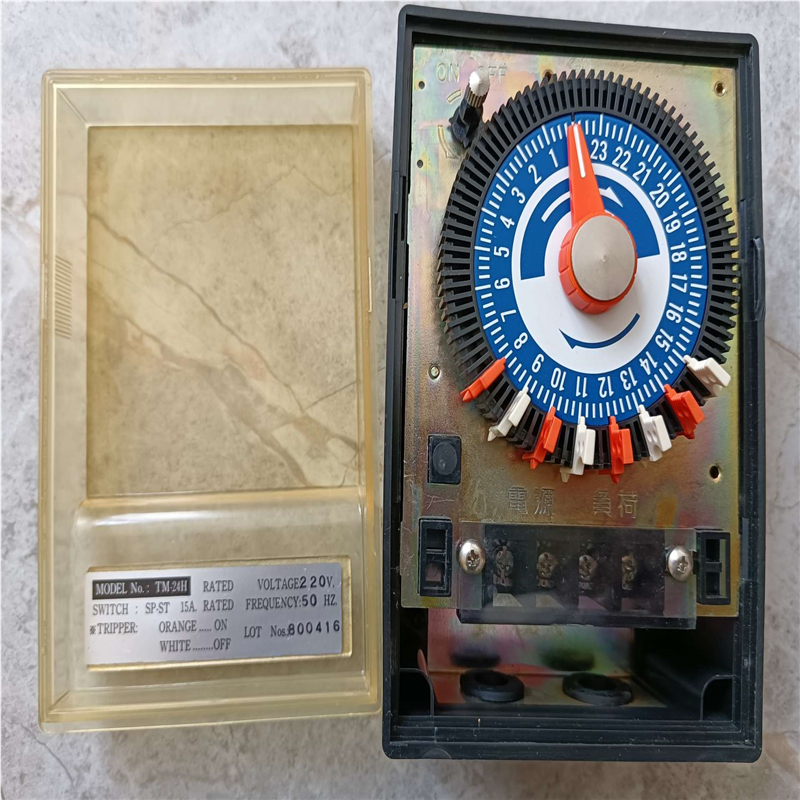 ON OFF
1 2 3 4 5 6 7 8 9 10 11 12 13 14 15 16 17 18 19 20 21 22 23
電源 負荷
MODEL No.: TM-24H RATED VOLTAGE220V.
SWITCH : SP-ST 15A. RATED FREQUENCY:50 HZ.
※TRIPPER: ORANGE.....ON LOT Nos.800416
WHITE........OFF